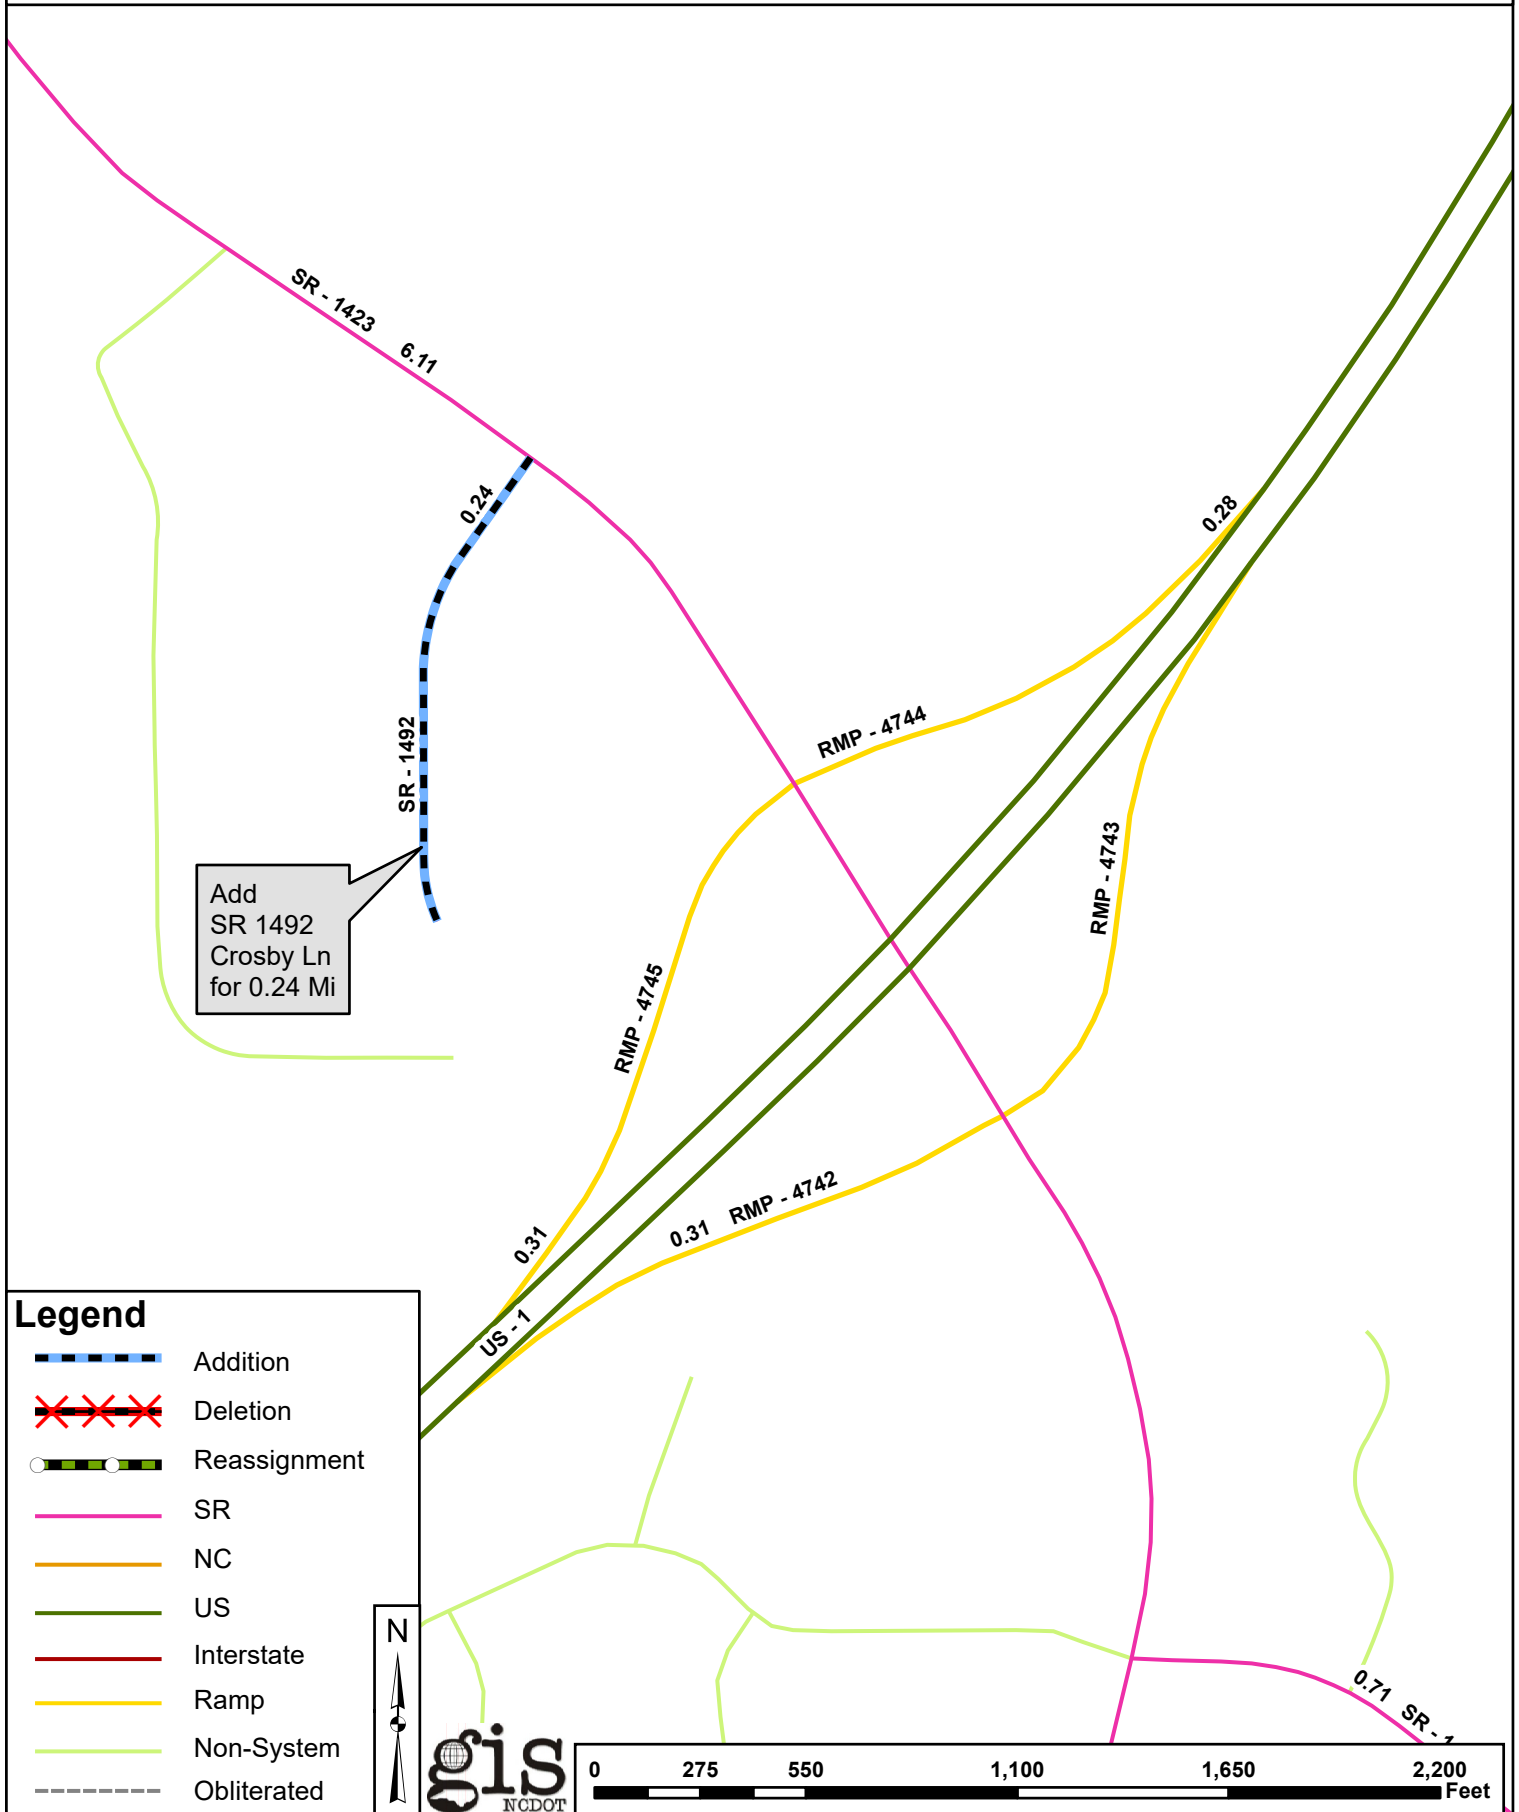 SR - 1423
6.11
0.24
0.28
SR - 1492
RMP - 4744
RMP - 4743
Add
SR 1492
Crosby Ln
for 0.24 Mi
RMP - 4745
RMP - 4742
0.31
0.31
US - 1
Legend
Addition
Deletion
Reassignment
SR
NC
US
Interstate
Ramp
Non-System
Obliterated
N
gis
NCDOT
0.71 SR - 1
0 275 550 1,100 1,650 2,200
Feet